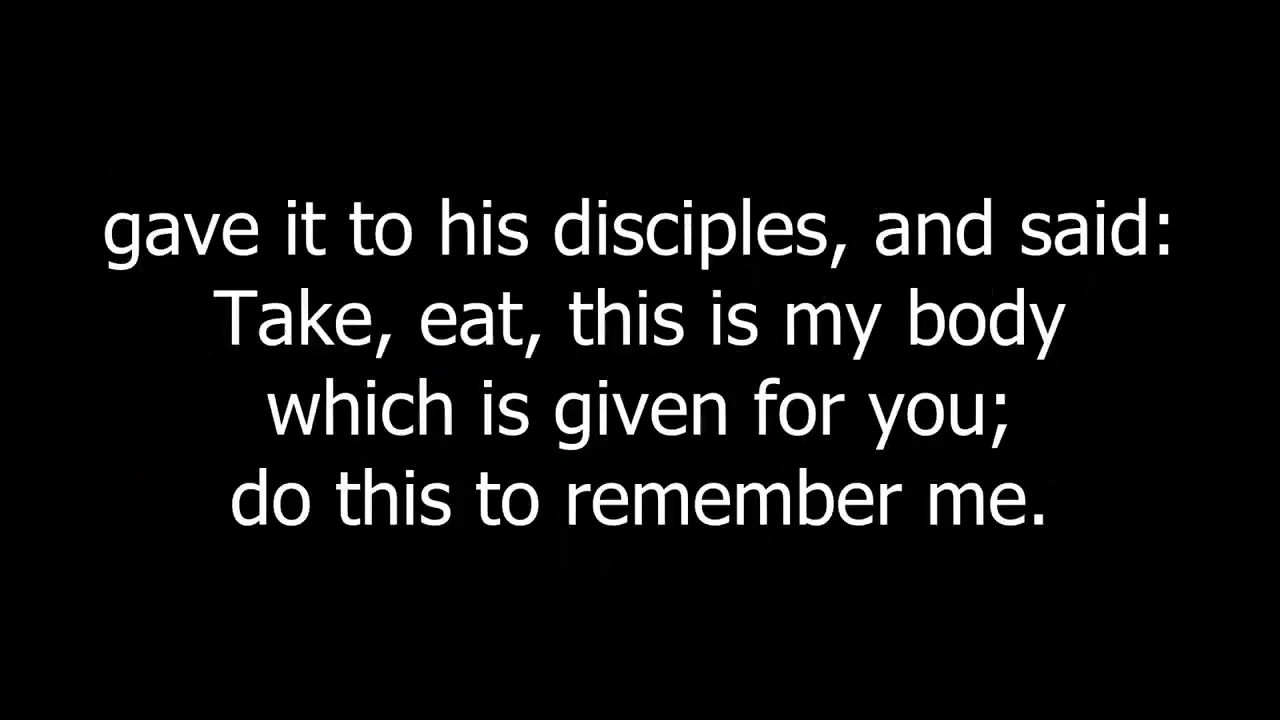 gave it to his disciples, and said:
Take, eat, this is my body
which is given for you;
do this to remember me.